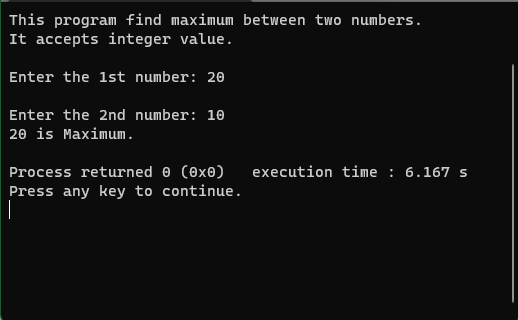 This program find maximum between two numbers.
It accepts integer value.
Enter the 1st number: 20
Enter the 2nd number: 10
20 is Maximum.
Process returned 0 (0x0)   execution time : 6.167 s
Press any key to continue.